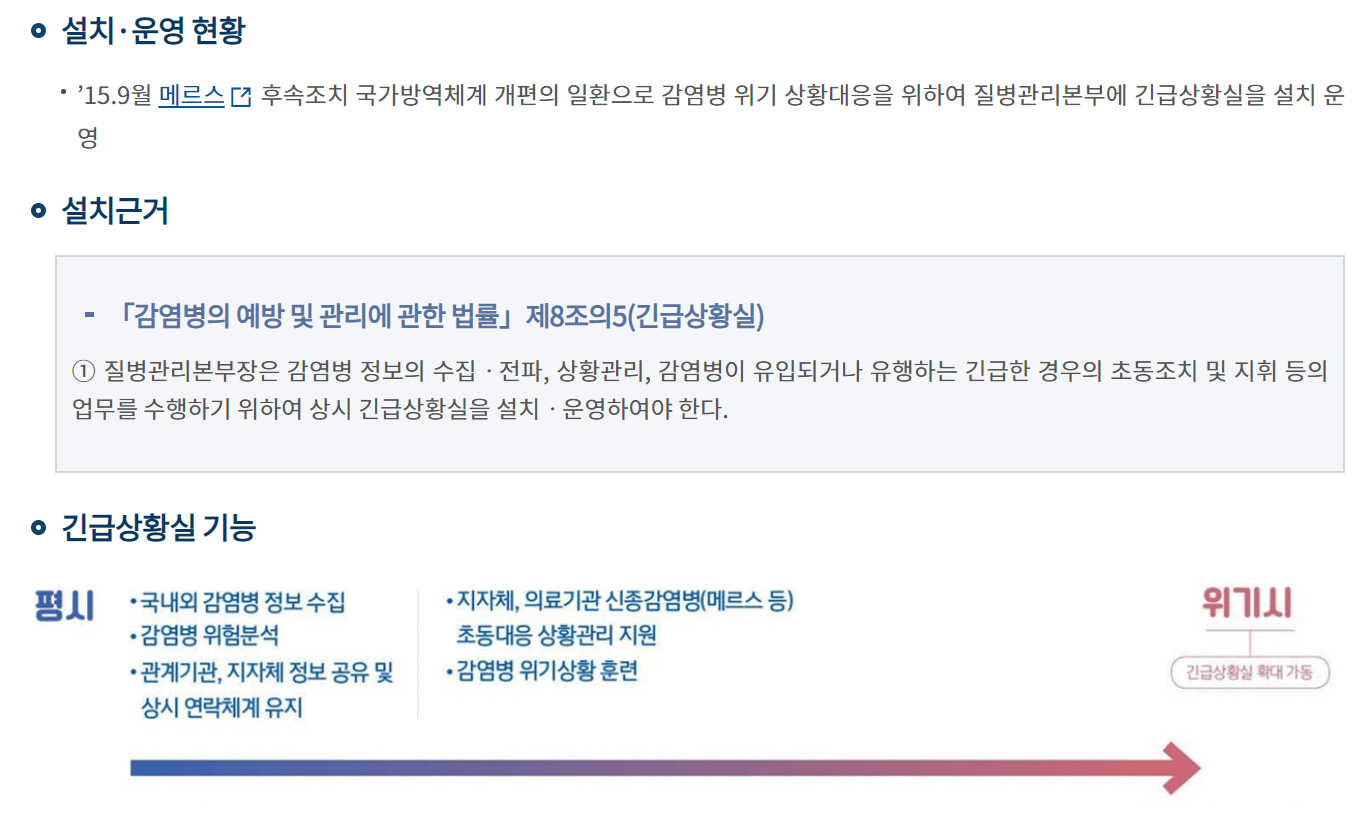 설치·운영 현황
’15.9월 메르스 후속조치 국가방역체계 개편의 일환으로 감염병 위기 상황대응을 위하여 질병관리본부에 긴급상황실을 설치 운
영
설치근거
- 「감염병의 예방 및 관리에 관한 법률」 제8조의5(긴급상황실)
① 질병관리본부장은 감염병 정보의 수집ㆍ전파, 상황관리, 감염병이 유입되거나 유행하는 긴급한 경우의 초동조치 및 지휘 등의
업무를 수행하기 위하여 상시 긴급상황실을 설치ㆍ운영하여야 한다.
긴급상황실 기능
평시
•국내외 감염병 정보 수집
•감염병 위험분석
•관계기관, 지자체 정보 공유 및
상시 연락체계 유지
•지자체, 의료기관 신종감염병(메르스 등)
초동대응 상황관리 지원
•감염병 위기상황 훈련
위기시
긴급상황실 확대 가동